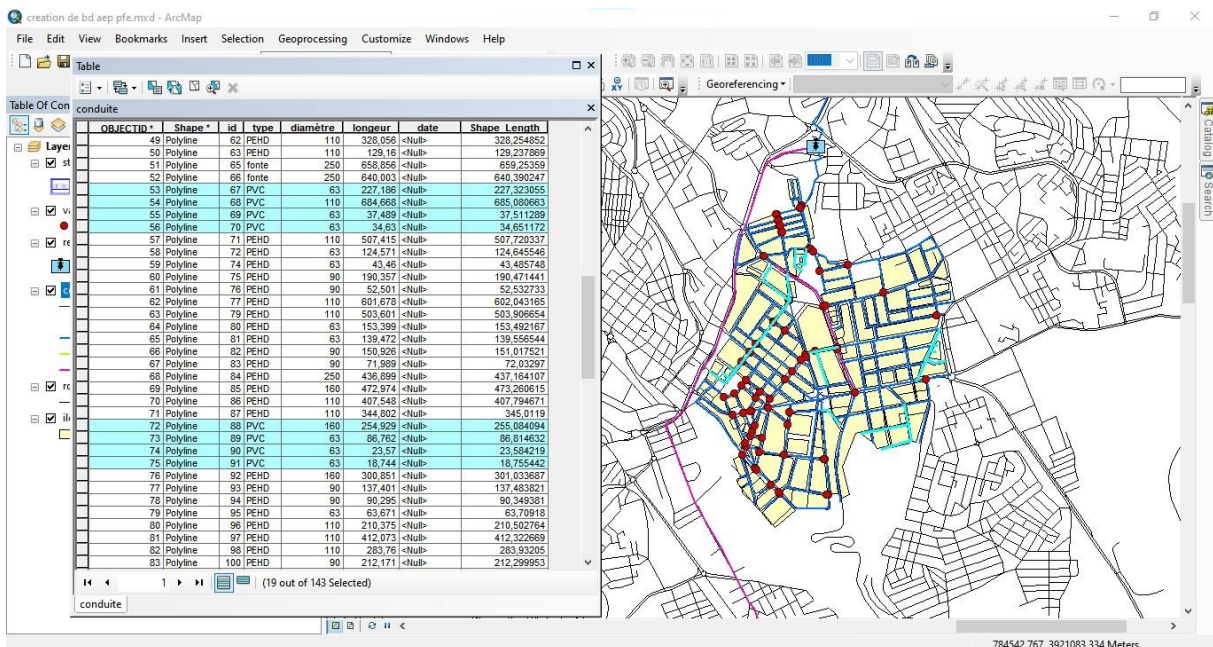 creation de bd aep pfe.mxd - ArcMap
File Edit View Bookmarks Insert Selection Geoprocessing Customize Windows Help
Table
Georeferencing
Table Of Con
conduite
Catalog
Search
Layer
OBJECTID * Shape * id type diamètre longeur date Shape_Length
49 Polyline 62 PEHD 110 328,056 <Null> 328,254852
50 Polyline 63 PEHD 110 129,16 <Null> 129,237869
51 Polyline 65 fonte 250 658,856 <Null> 659,25359
52 Polyline 66 fonte 250 640,003 <Null> 640,390247
53 Polyline 67 PVC 63 227,186 <Null> 227,323055
54 Polyline 68 PVC 110 684,668 <Null> 685,080663
55 Polyline 69 PVC 63 37,489 <Null> 37,511289
56 Polyline 70 PVC 63 34,63 <Null> 34,651172
57 Polyline 71 PEHD 110 507,415 <Null> 507,720337
58 Polyline 72 PEHD 63 124,571 <Null> 124,645546
59 Polyline 74 PEHD 63 43,46 <Null> 43,485748
60 Polyline 75 PEHD 90 190,357 <Null> 190,471441
61 Polyline 76 PEHD 90 52,501 <Null> 52,532733
62 Polyline 77 PEHD 110 601,678 <Null> 602,043165
63 Polyline 79 PEHD 110 503,601 <Null> 503,906654
64 Polyline 80 PEHD 63 153,399 <Null> 153,492167
65 Polyline 81 PEHD 63 139,472 <Null> 139,556544
66 Polyline 82 PEHD 90 150,926 <Null> 151,017521
67 Polyline 83 PEHD 90 71,989 <Null> 72,03297
68 Polyline 84 PEHD 250 436,899 <Null> 437,164107
69 Polyline 85 PEHD 160 472,974 <Null> 473,260615
70 Polyline 86 PEHD 110 407,548 <Null> 407,794671
71 Polyline 87 PEHD 110 344,802 <Null> 345,0119
72 Polyline 88 PVC 160 254,929 <Null> 255,084094
73 Polyline 89 PVC 63 86,762 <Null> 86,814632
74 Polyline 90 PVC 63 23,57 <Null> 23,584219
75 Polyline 91 PVC 63 18,744 <Null> 18,755442
76 Polyline 92 PEHD 160 300,851 <Null> 301,033687
77 Polyline 93 PEHD 90 137,401 <Null> 137,483821
78 Polyline 94 PEHD 90 90,295 <Null> 90,349381
79 Polyline 95 PEHD 63 63,671 <Null> 63,70918
80 Polyline 96 PEHD 110 210,375 <Null> 210,502764
81 Polyline 97 PEHD 110 412,073 <Null> 412,322669
82 Polyline 98 PEHD 110 283,76 <Null> 283,93205
83 Polyline 100 PEHD 90 212,171 <Null> 212,299953
1
(19 out of 143 Selected)
conduite
784542,767 3921083,334 Meters